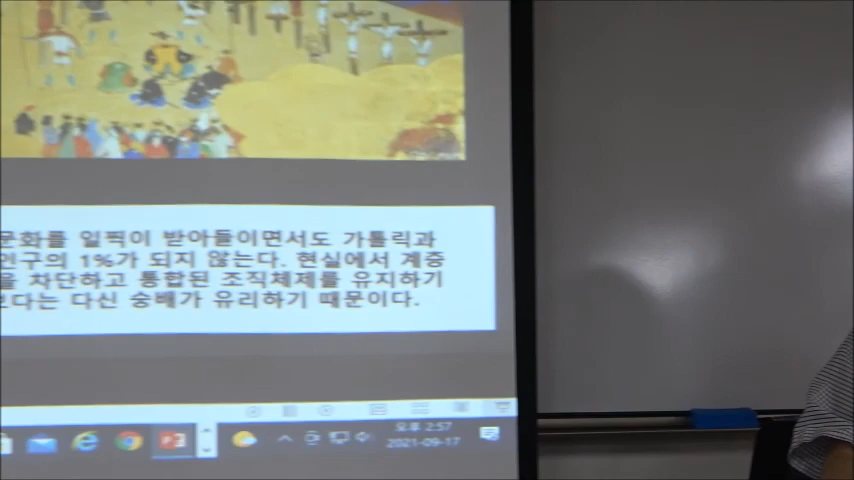 문화를 일찍이 받아들이면서도 가톨릭과
인구의 1%가 되지 않는다. 현실에서 계층
을 차단하고 통합된 조직체제를 유지하기
보다는 다신 숭배가 유리하기 때문이다.
오후 2:57
2021-09-17